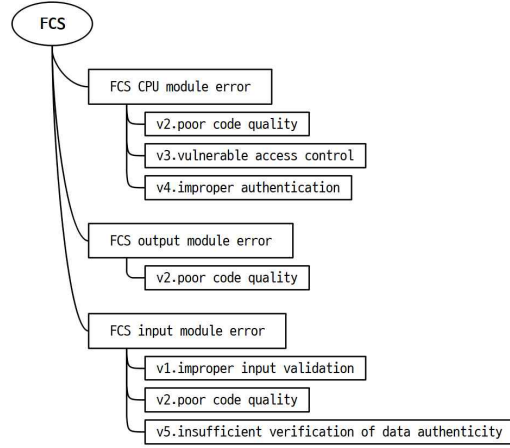 FCS
FCS CPU module error
v2.poor code quality
v3.vulnerable access control
v4.improper authentication
FCS output module error
v2.poor code quality
FCS input module error
v1.improper input validation
v2.poor code quality
v5.insufficient verification of data authenticity